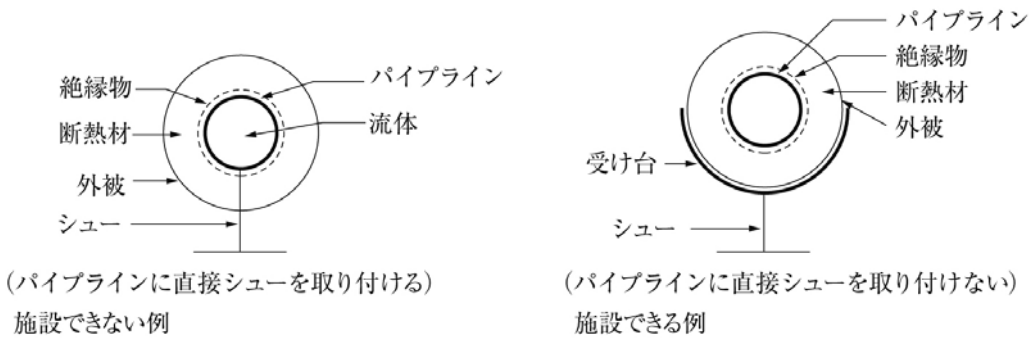 絶縁物
パイプライン
断熱材
流体
外被
シュー
(パイプラインに直接シューを取り付ける)
施設できない例
パイプライン
絶縁物
断熱材
外被
受け台
シュー
(パイプラインに直接シューを取り付けない)
施設できる例